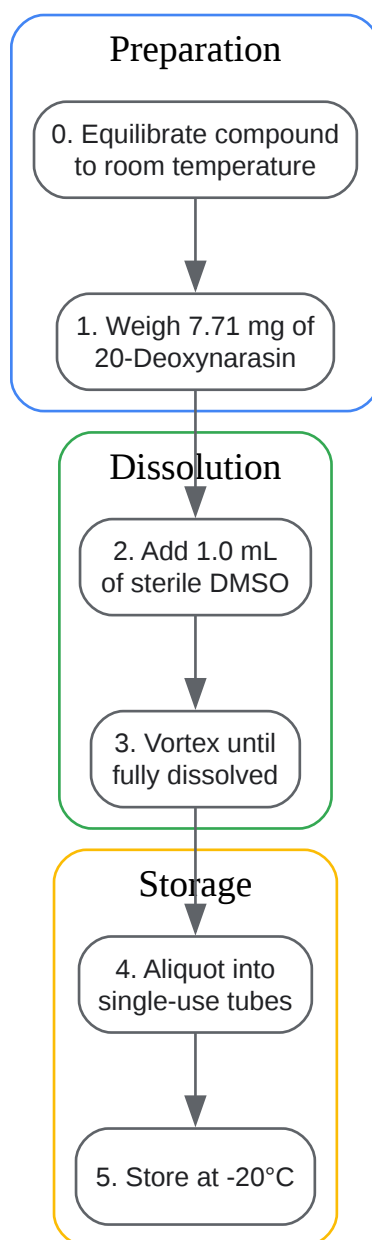 Preparation
0. Equilibrate compound
to room temperature
1. Weigh 7.71 mg of
20-Deoxynarasin
Dissolution
2. Add 1.0 mL
of sterile DMSO
3. Vortex until
fully dissolved
Storage
4. Aliquot into
single-use tubes
5. Store at -20°C